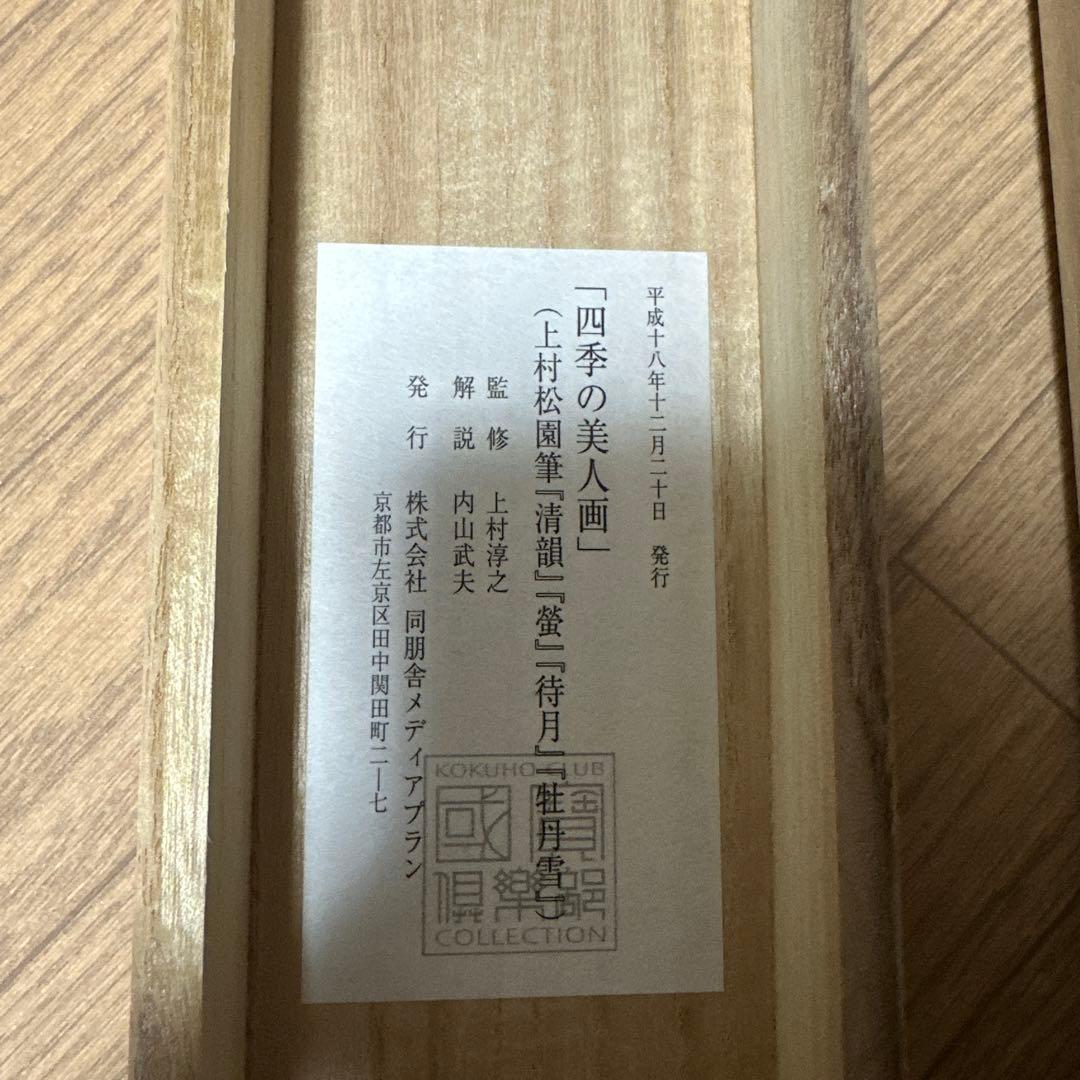 平成十八年十二月二十日　発行
「四季の美人画」
（上村松園筆『清韻』『螢』『待月』『牡丹雪』）
監修　上村淳之
解説　内山武夫
発行　株式会社 同朋舎メディアプラン
京都市左京区田中関田町二―七
KOKUHO CLUB
國寶
倶樂部
COLLECTION